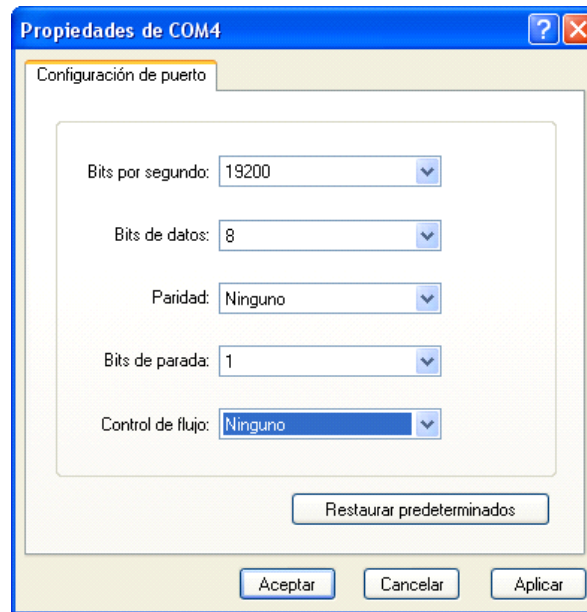 Propiedades de COM4
Configuración de puerto
Bits por segundo: 19200
Bits de datos: 8
Paridad: Ninguno
Bits de parada: 1
Control de flujo: Ninguno
Restaurar predeterminados
Aceptar Cancelar Aplicar